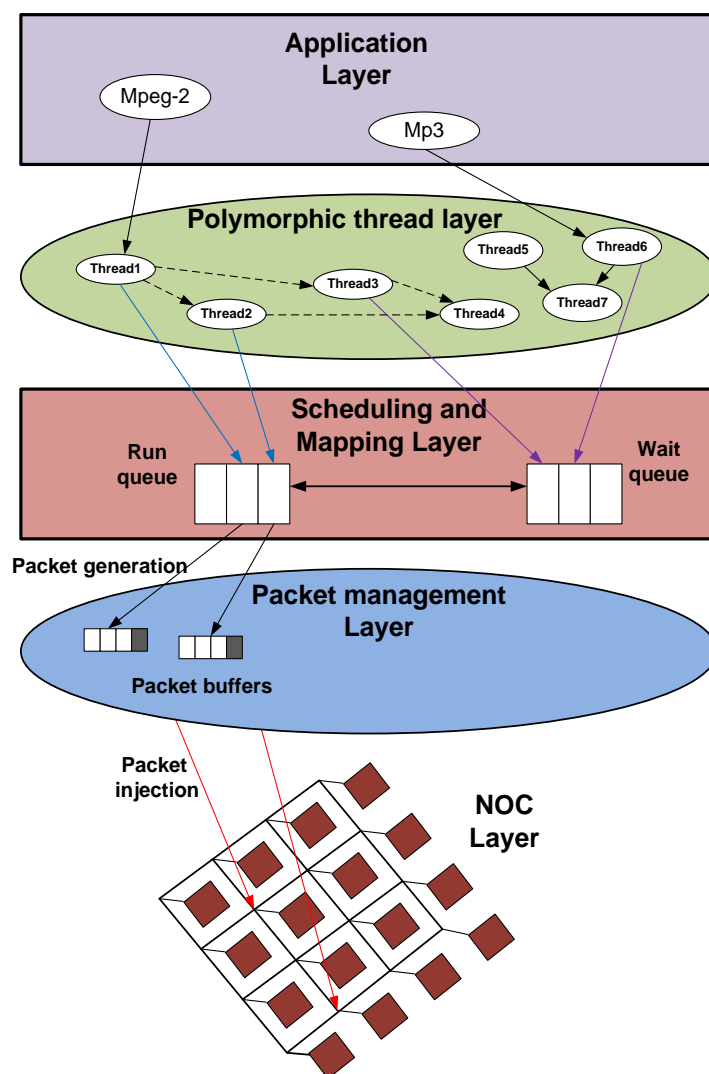 Application
Layer
Mpeg-2
Mp3
Polymorphic thread layer
Thread1
Thread2
Thread3
Thread4
Thread5
Thread6
Thread7
Scheduling and
Mapping Layer
Run
queue
Wait
queue
Packet generation
Packet management
Layer
Packet buffers
Packet
injection
NOC
Layer